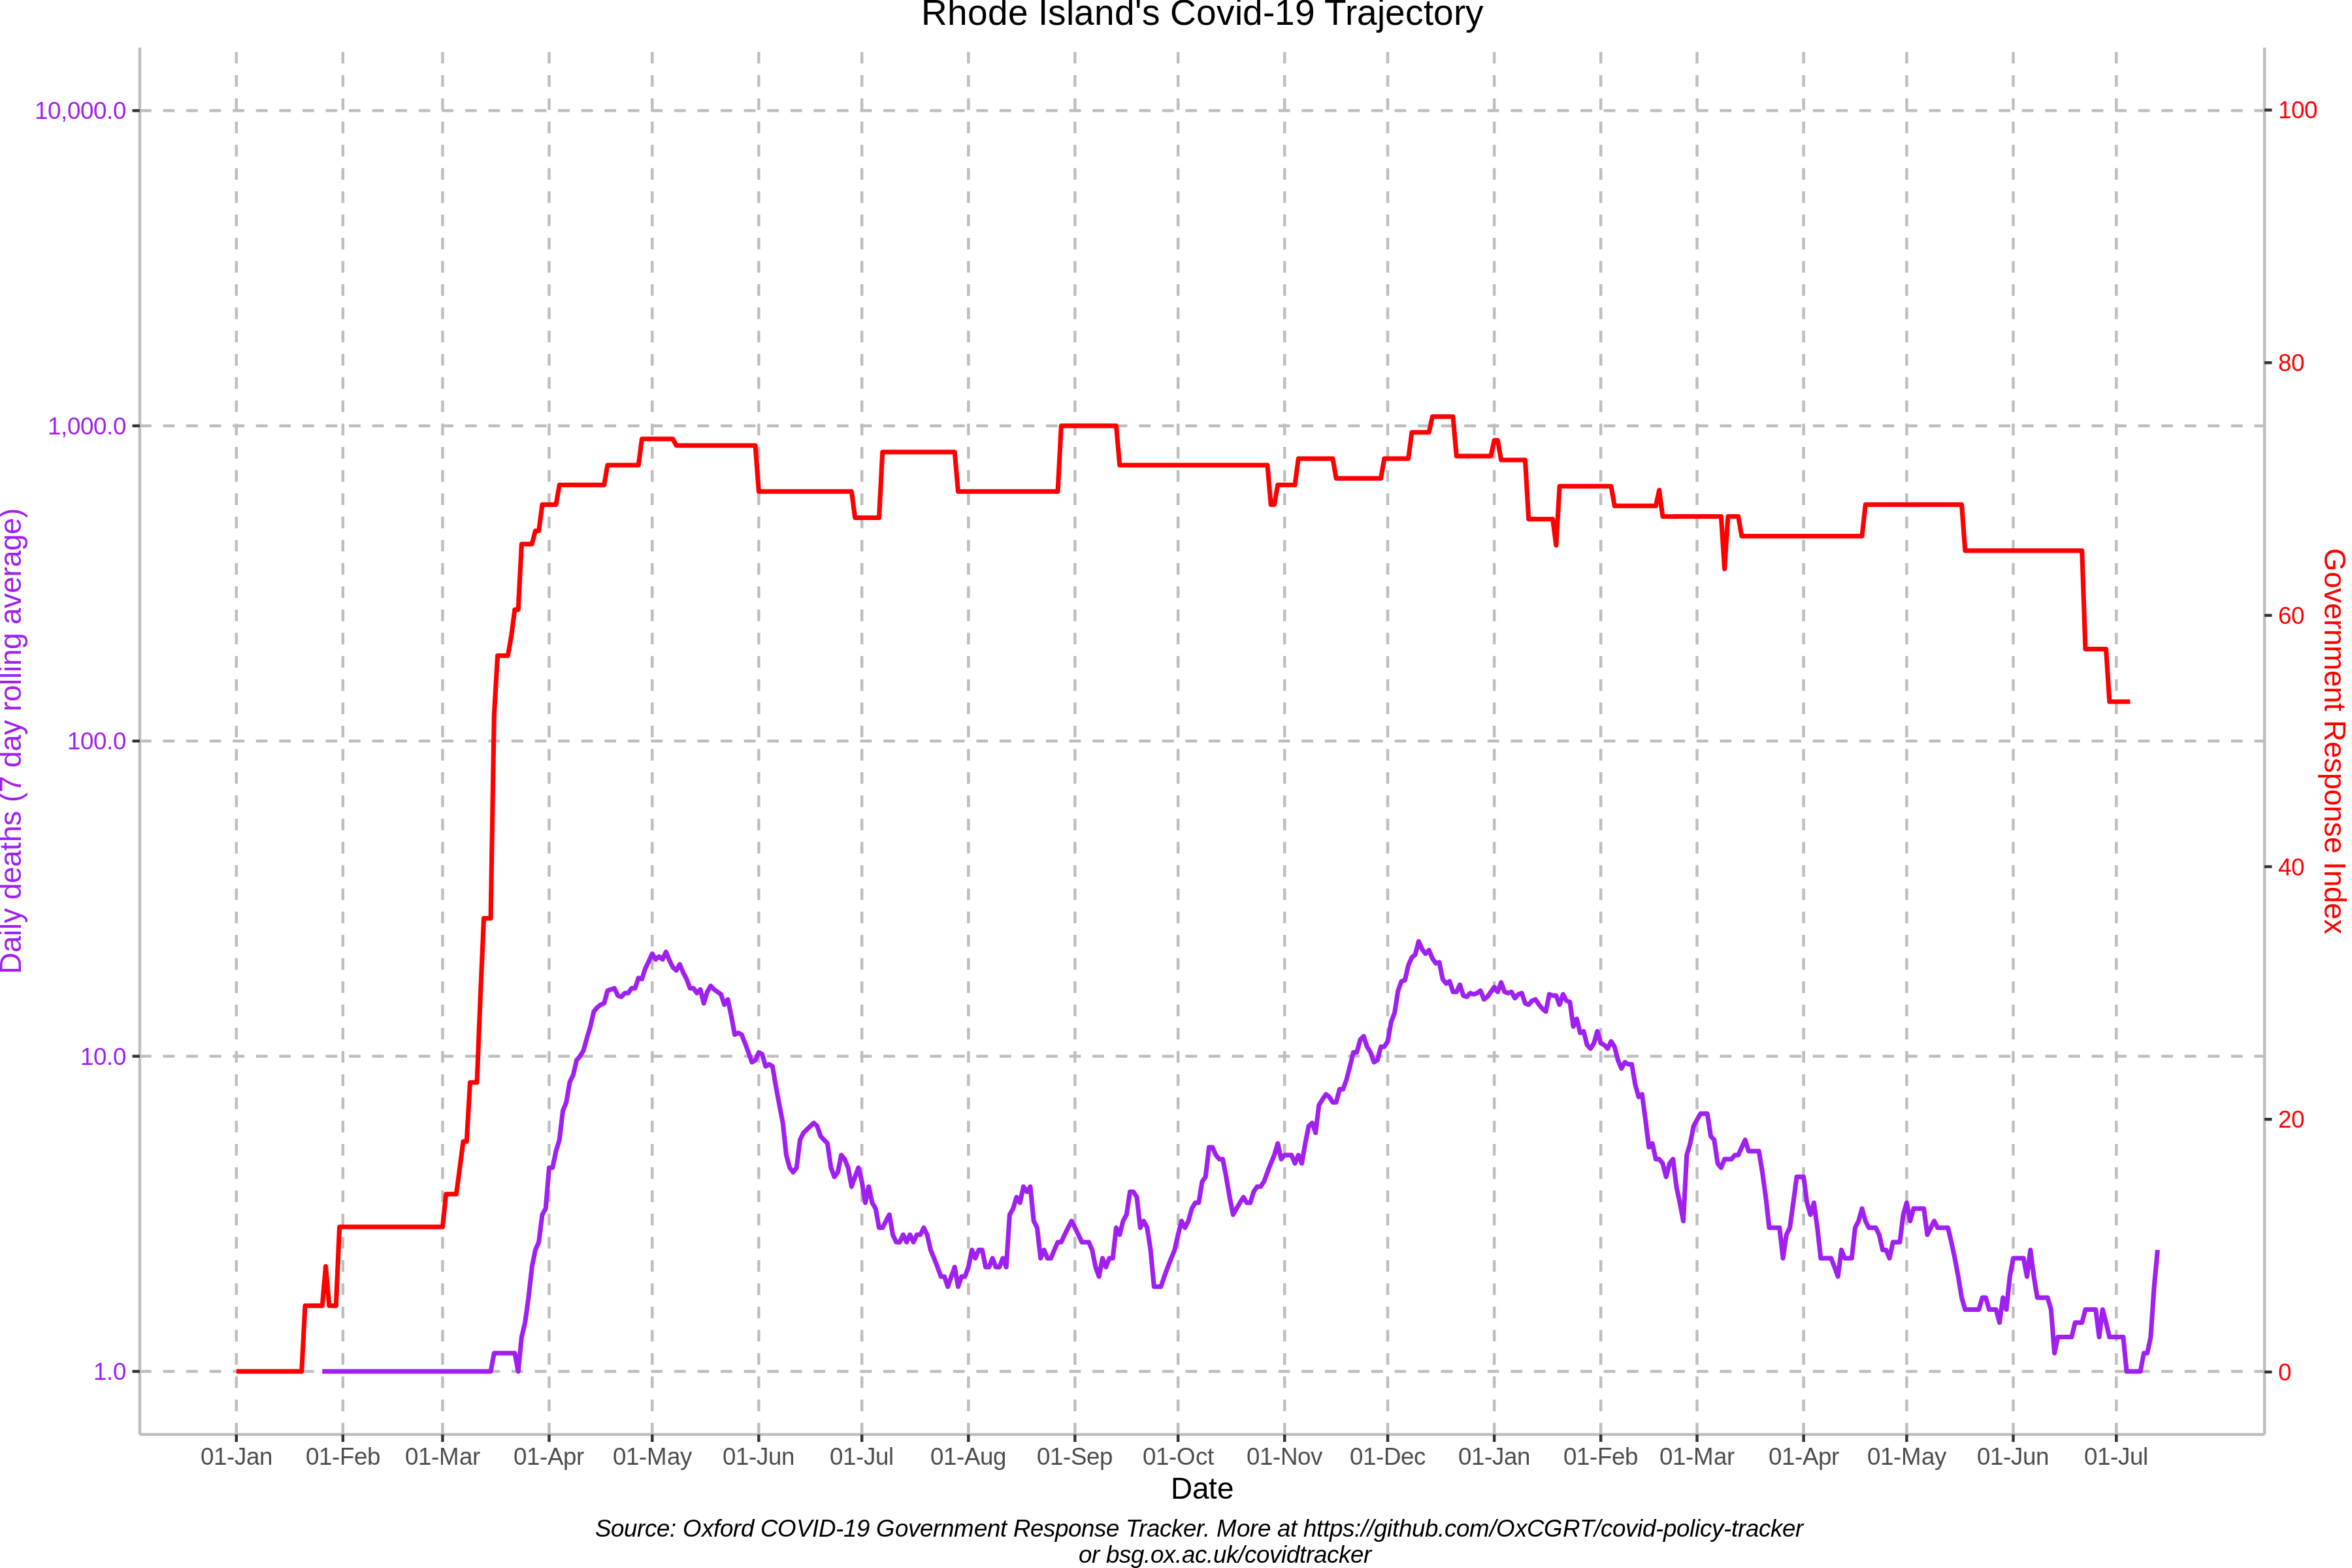 Rhode Island's Covid-19 Trajectory
10,000.0
1,000.0
100.0
10.0
1.0
Daily deaths (7 day rolling average)
100
80
60
40
20
0
Government Response Index
01-Jan 01-Feb 01-Mar 01-Apr 01-May 01-Jun 01-Jul 01-Aug 01-Sep 01-Oct 01-Nov 01-Dec 01-Jan 01-Feb 01-Mar 01-Apr 01-May 01-Jun 01-Jul
Date
Source: Oxford COVID-19 Government Response Tracker. More at https://github.com/OxCGRT/covid-policy-tracker
or bsg.ox.ac.uk/covidtracker